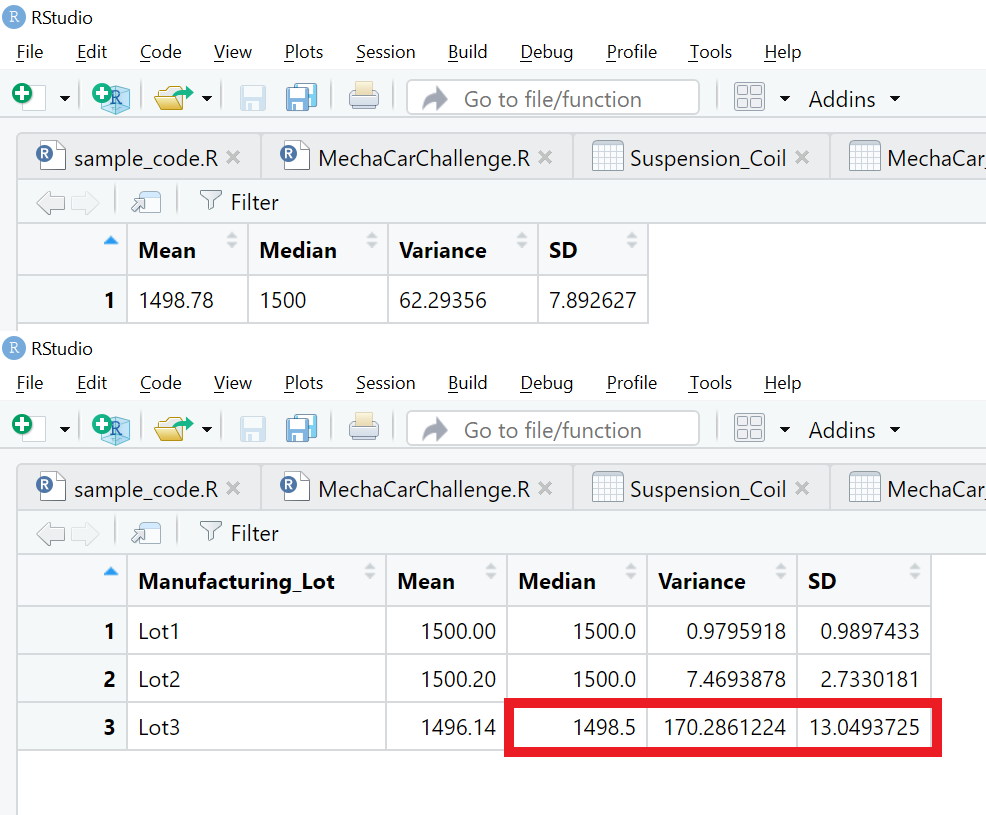 R RStudio
File Edit Code View Plots Session Build Debug Profile Tools Help
R Go to file/function Addins
R sample_code.R R MechaCarChallenge.R Suspension_Coil MechaCar_
Filter
Mean Median Variance SD
1 1498.78 1500 62.29356 7.892627
R RStudio
File Edit Code View Plots Session Build Debug Profile Tools Help
R Go to file/function Addins
R sample_code.R R MechaCarChallenge.R Suspension_Coil MechaCar_
Filter
Manufacturing_Lot Mean Median Variance SD
1 Lot1 1500.00 1500.0 0.9795918 0.9897433
2 Lot2 1500.20 1500.0 7.4693878 2.7330181
3 Lot3 1496.14 1498.5 170.2861224 13.0493725